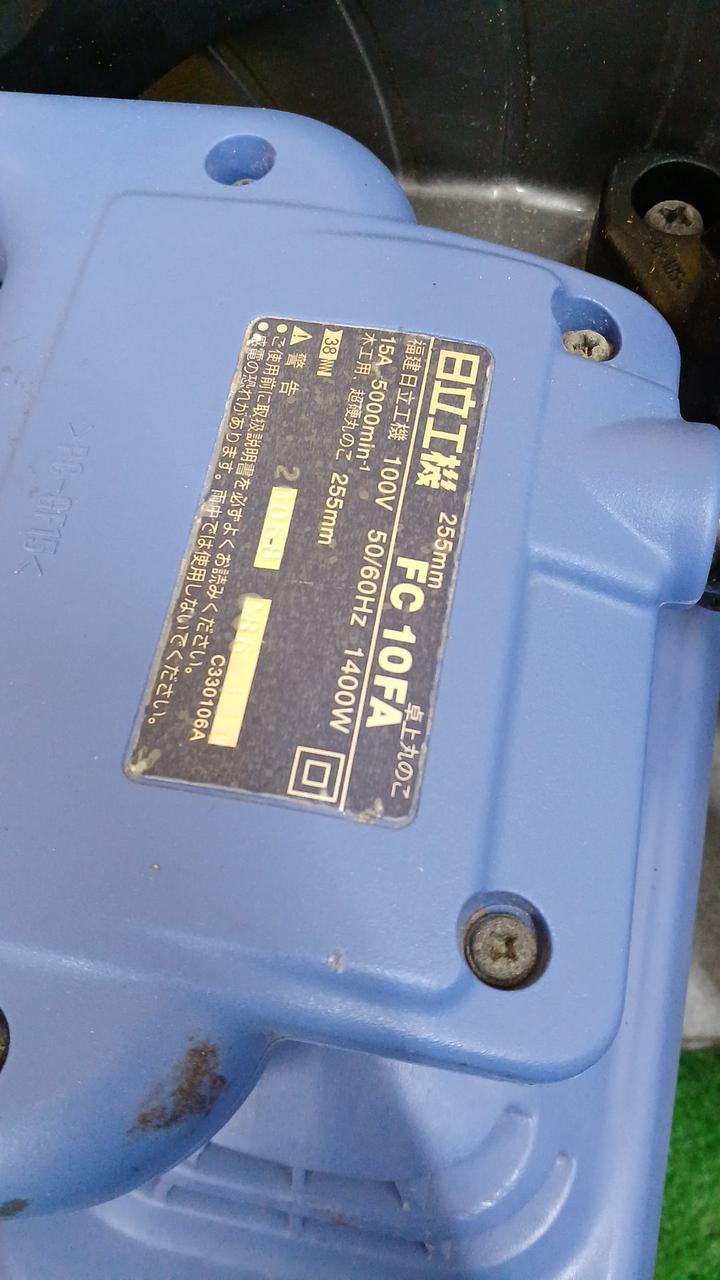 日立工機 255mm FC10FA 卓上丸のこ
福建日立工機 100V 50/60Hz 1400W
15A 5000min-1
木工用 超硬丸のこ 255mm
38MW
警告
●ご使用前に取扱説明書を必ずよくお読みください。
●感電の恐れがあります。雨中では使用しないでください。
C330106A
>PC-GF15<